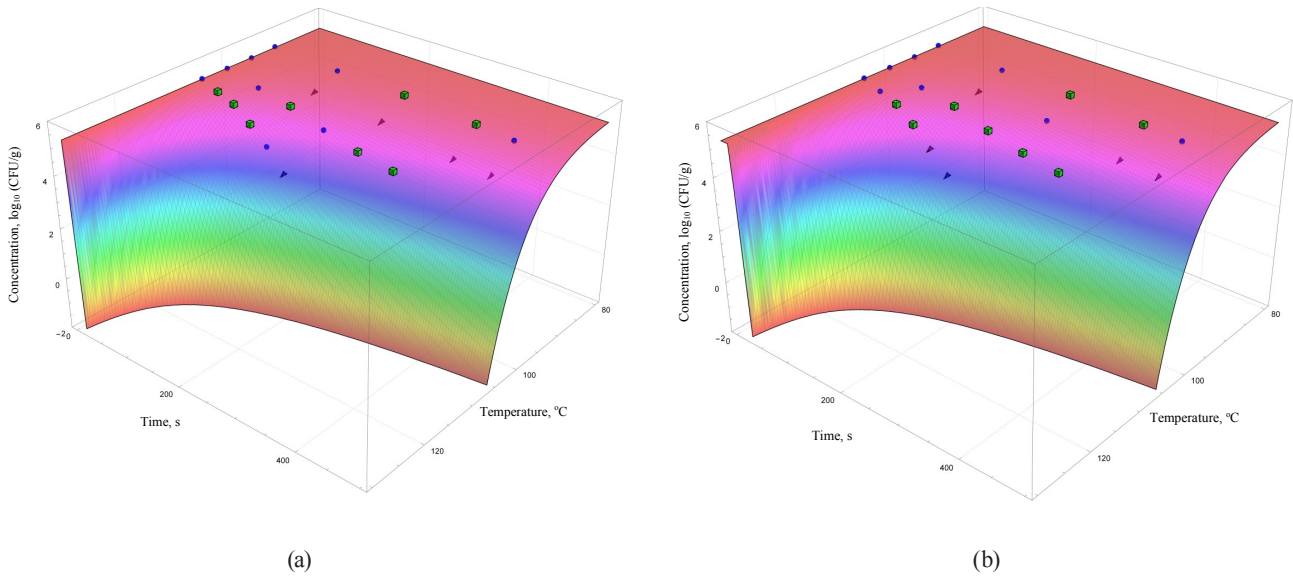 6
4
2
0
−2
0
200
400
Time, s
120
100
80
Temperature, ºC
Concentration, log₁₀ (CFU/g)
(a)
6
4
2
0
−2
0
200
400
Time, s
120
100
80
Temperature, ºC
Concentration, log₁₀ (CFU/g)
(b)